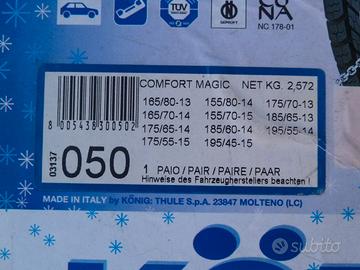 TÜV
CUNA
NC 178-01
COMFORT MAGIC NET KG. 2,572
165/80-13 155/80-14 175/70-13
165/70-14 155/70-15 185/65-13
175/65-14 185/60-14 195/55-14
175/55-15 195/45-15
8 005438 300502
03137
050
1 PAIO / PAIR / PAIRE / PAAR
Hinweise des Fahrzeugherstellers beachten !
MADE IN ITALY by KÖNIG: THULE S.p.A. 23847 MOLTENO (LC)
subito